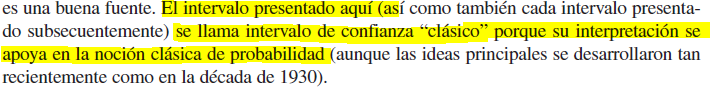 es una buena fuente. El intervalo presentado aquí (así como también cada intervalo presenta-
do subsecuentemente) se llama intervalo de confianza “clásico” porque su interpretación se
apoya en la noción clásica de probabilidad (aunque las ideas principales se desarrollaron tan
recientemente como en la década de 1930).